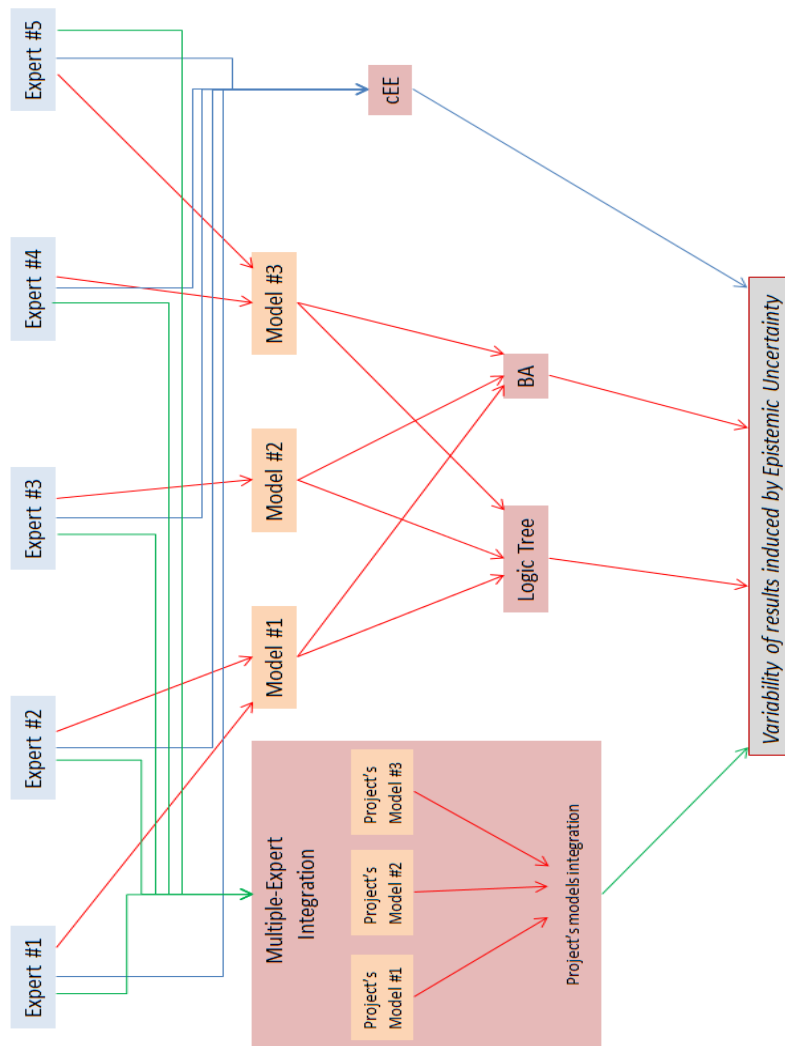 Expert #1
Expert #2
Expert #3
Expert #4
Expert #5
Multiple-Expert
Integration
Project's
Model #1
Project's
Model #2
Project's
Model #3
Project's models integration
Model #1
Model #2
Model #3
Logic Tree
BA
cEE
Variability of results induced by Epistemic Uncertainty